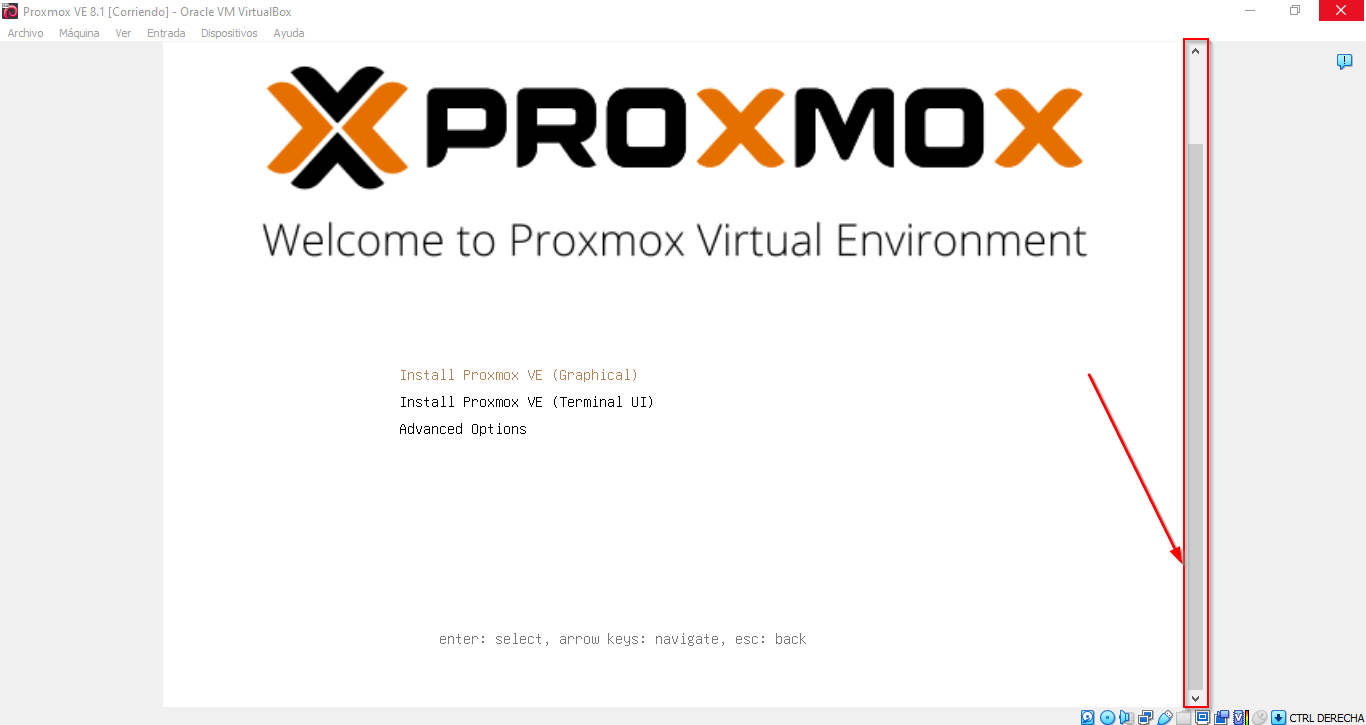 Proxmox VE 8.1 [Corriendo] - Oracle VM VirtualBox
Archivo Máquina Ver Entrada Dispositivos Ayuda
PROXMOX
Welcome to Proxmox Virtual Environment
Install Proxmox VE (Graphical)
Install Proxmox VE (Terminal UI)
Advanced Options
enter: select, arrow keys: navigate, esc: back
CTRL DERECHA